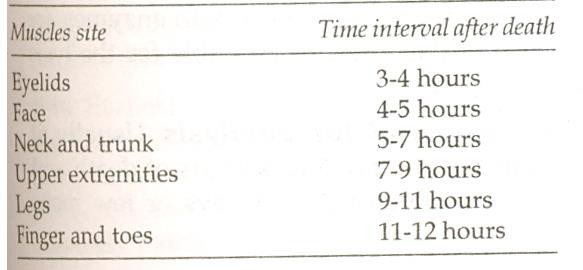 Muscles site Time interval after death
Eyelids 3-4 hours
Face 4-5 hours
Neck and trunk 5-7 hours
Upper extremities 7-9 hours
Legs 9-11 hours
Finger and toes 11-12 hours